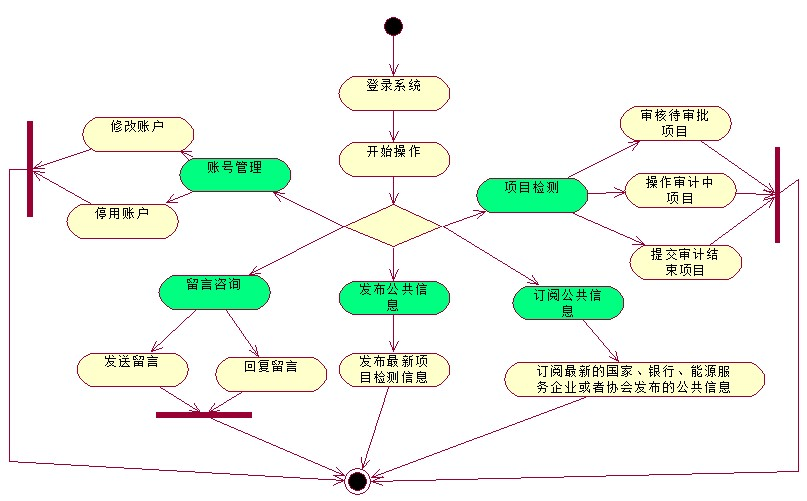 登录系统
开始操作
修改账户
账号管理
停用账户
审核待审批
项目
项目检测
操作审计中
项目
提交审计结
束项目
留言咨询
发布公共信
息
订阅公共信
息
发送留言
回复留言
发布最新项
目检测信息
订阅最新的国家、银行、能源服
务企业或者协会发布的公共信息